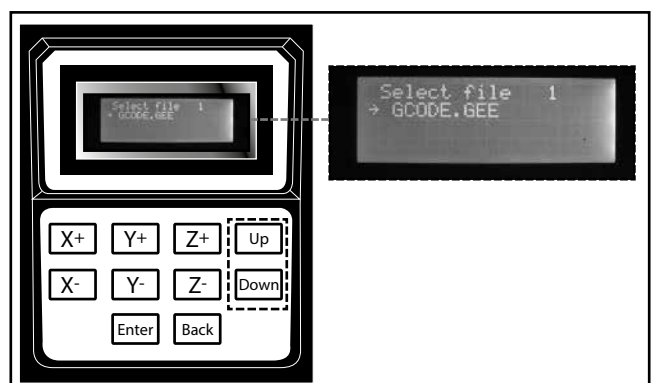 Select file 1
→ GCODE.GEE
Select file 1
→ GCODE.GEE
X+ Y+ Z+ Up
X- Y- Z- Down
Enter Back